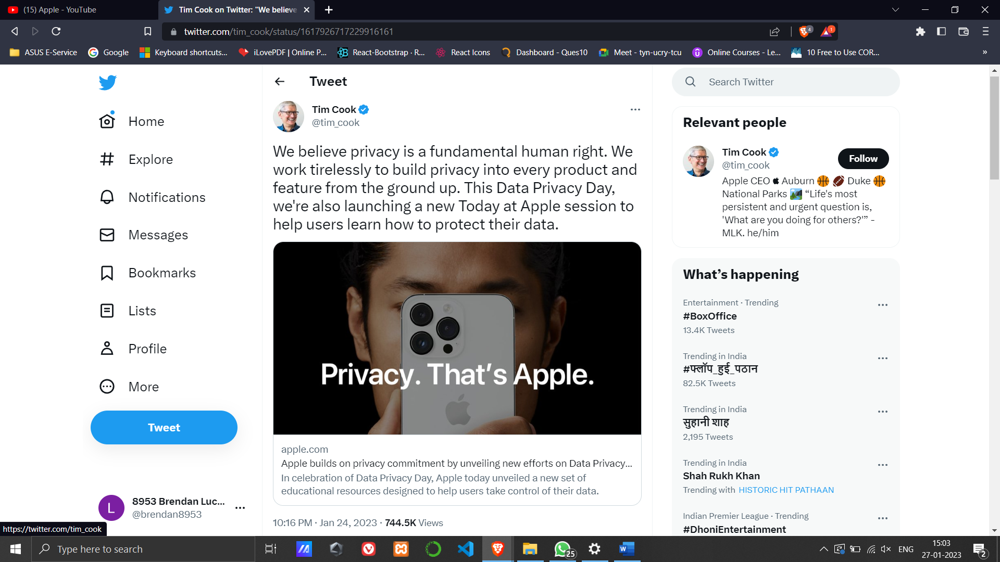 (15) Apple - YouTube
Tim Cook on Twitter: "We believe
twitter.com/tim_cook/status/1617926717229916161
4
1
ASUS E-Service
Google
Keyboard shortcuts...
iLovePDF | Online P...
React-Bootstrap · R...
React Icons
Dashboard - Ques10
Meet - tyn-ucry-tcu
Online Courses - Le...
10 Free to Use COR...
»
Home
Explore
Notifications
Messages
Bookmarks
Lists
Profile
More
Tweet
L
8953 Brendan Luc...
@brendan8953
https://twitter.com/tim_cook
Tweet
Tim Cook
@tim_cook
We believe privacy is a fundamental human right. We
work tirelessly to build privacy into every product and
feature from the ground up. This Data Privacy Day,
we're also launching a new Today at Apple session to
help users learn how to protect their data.
Privacy. That's Apple.
apple.com
Apple builds on privacy commitment by unveiling new efforts on Data Privacy...
In celebration of Data Privacy Day, Apple today unveiled a new set of
educational resources designed to help users take control of their data.
10:16 PM · Jan 24, 2023 · 744.5K Views
Search Twitter
Relevant people
Tim Cook
@tim_cook
Follow
Apple CEO Auburn 🏀 🏈 Duke 🏀
National Parks 🏞️ “Life's most
persistent and urgent question is,
'What are you doing for others?'” -
MLK. he/him
What’s happening
Entertainment · Trending
#BoxOffice
13.4K Tweets
Trending in India
#फ्लॉप_हुई_पठान
82.5K Tweets
Trending in India
सुहानी शाह
2,195 Tweets
Trending in India
Shah Rukh Khan
Trending with HISTORIC HIT PATHAAN
Indian Premier League · Trending
#DhoniEntertainment
Type here to search
25
ENG
15:03
27-01-2023
2